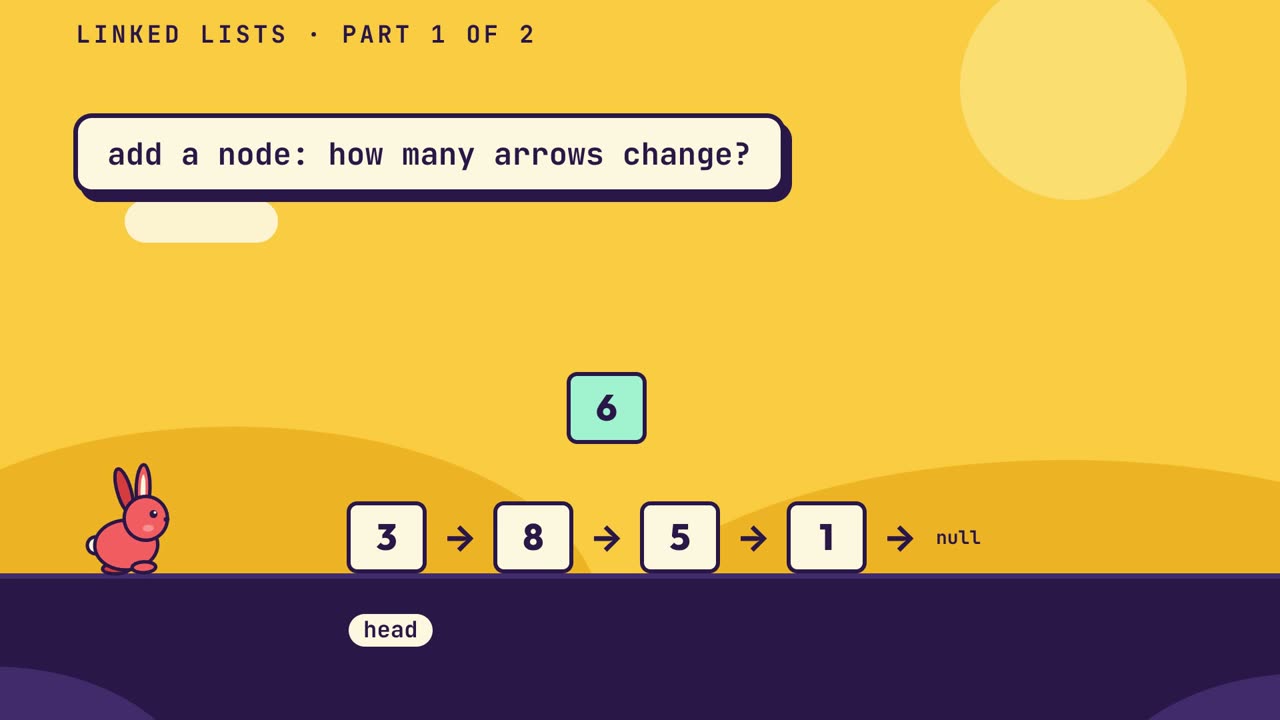 LINKED LISTS · PART 1 OF 2
add a node: how many arrows change?
6
3 → 8 → 5 → 1 → null
head